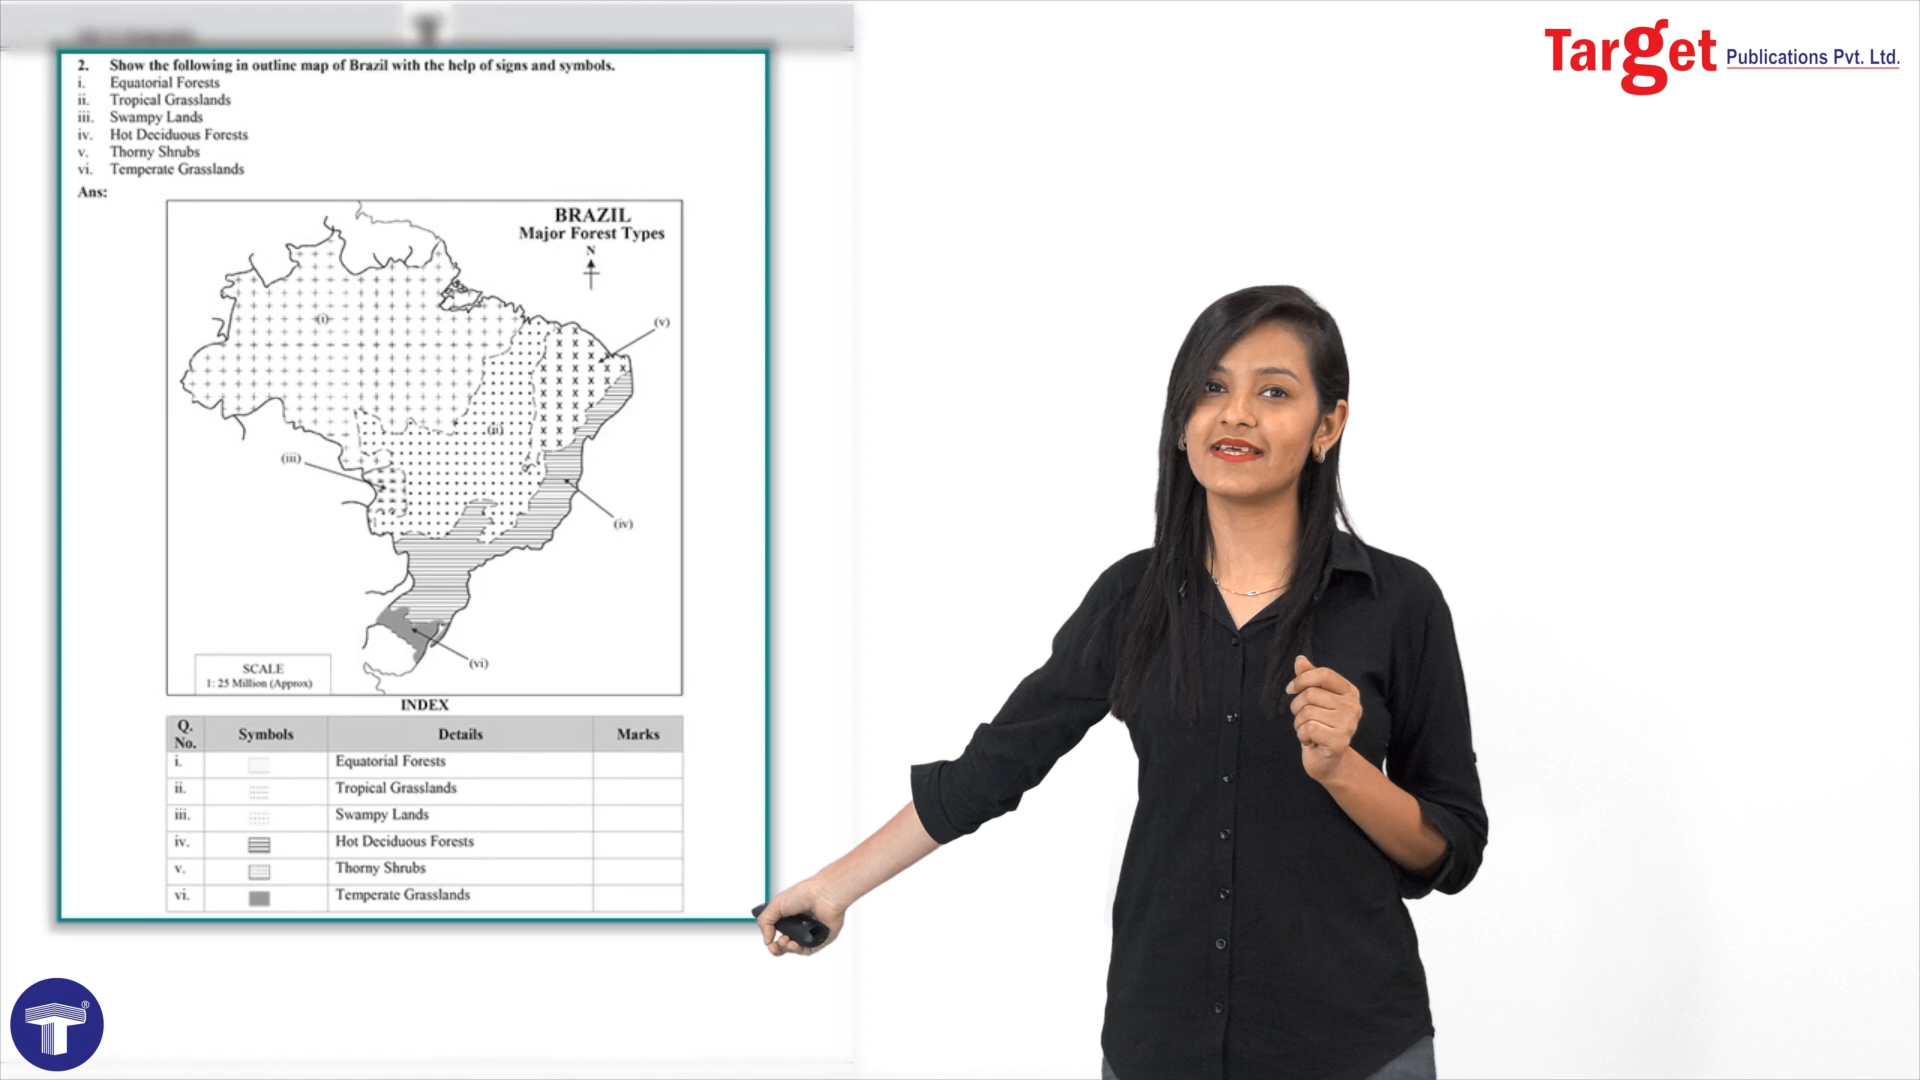 Target Publications Pvt. Ltd.
2. Show the following in outline map of Brazil with the help of signs and symbols.
i. Equatorial Forests
ii. Tropical Grasslands
iii. Swampy Lands
iv. Hot Deciduous Forests
v. Thorny Shrubs
vi. Temperate Grasslands
Ans:
BRAZIL
Major Forest Types
N
(i)
(v)
(ii)
(iii)
(iv)
(vi)
SCALE
1: 25 Million (Approx)
INDEX
Q. No. Symbols Details Marks
i. Equatorial Forests
ii. Tropical Grasslands
iii. Swampy Lands
iv. Hot Deciduous Forests
v. Thorny Shrubs
vi. Temperate Grasslands
T ®